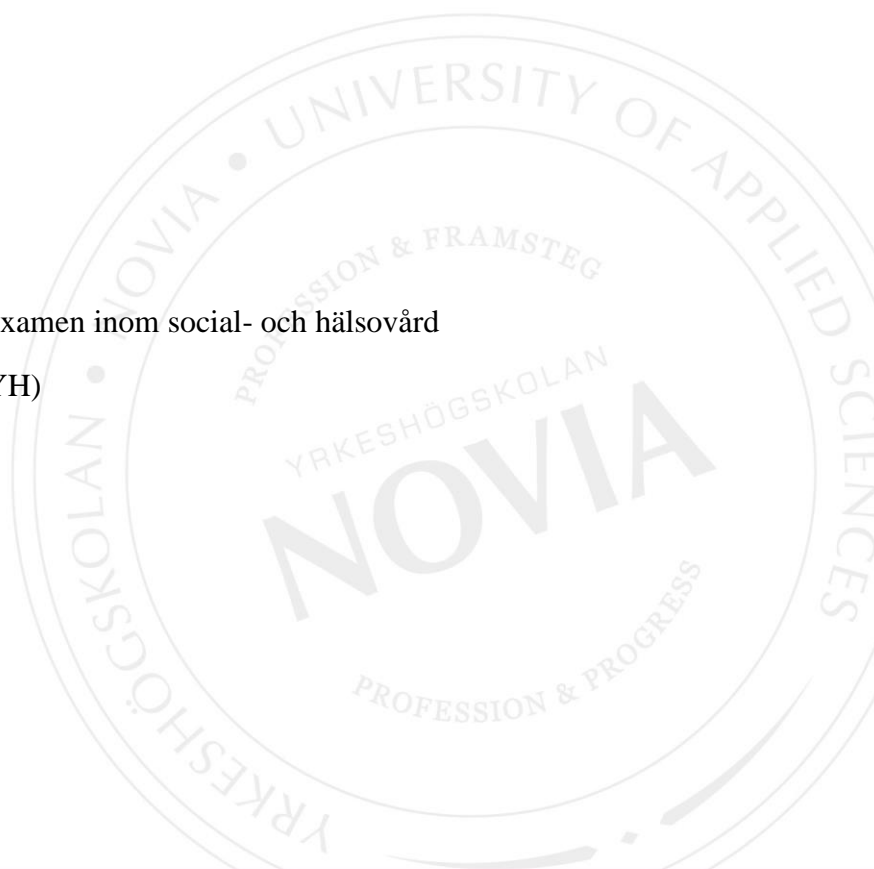 xamen inom social- och hälsovård
YH)
YRKESHÖGSKOLAN • NOVIA • UNIVERSITY OF APPLIED SCIENCES
PROFESSION & FRAMSTEG
YRKESHÖGSKOLAN
NOVIA
PROFESSION & PROGRESS